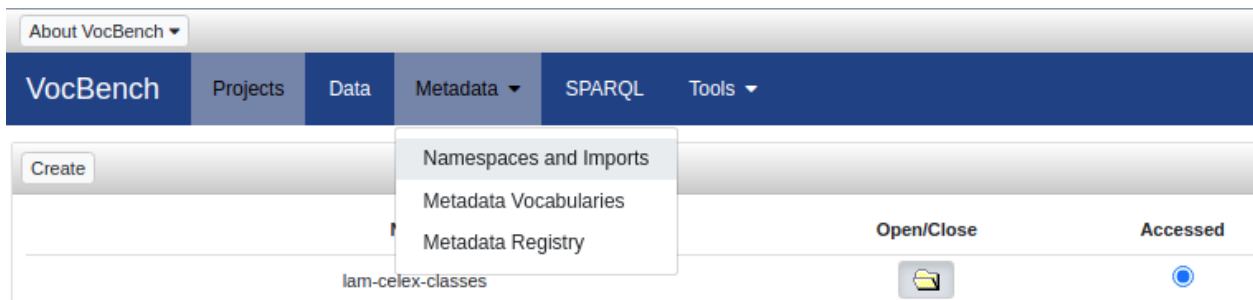 About VocBench
VocBench Projects Data Metadata SPARQL Tools
Create
Namespaces and Imports
Metadata Vocabularies
Metadata Registry
Open/Close Accessed
lam-celex-classes